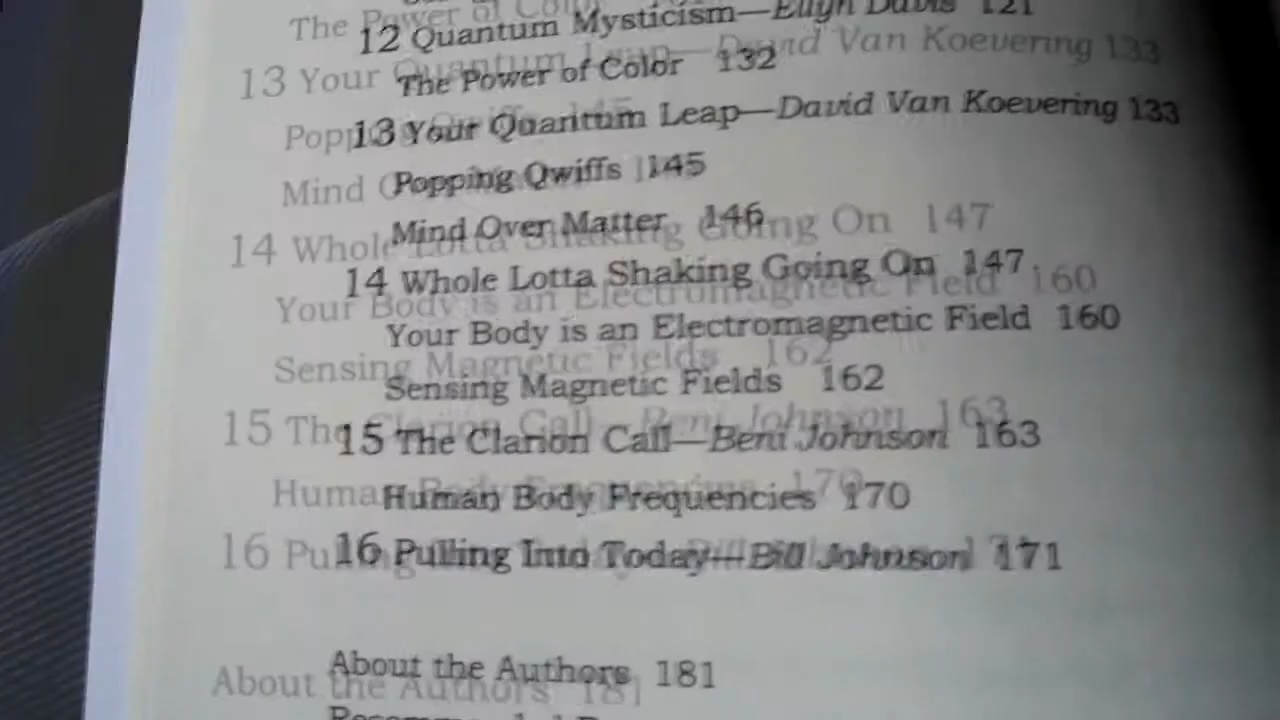 12 Quantum Mysticism—Ellyn Davis 121
The Power of Color 132
13 Your Quantum Leap—David Van Koevering 133
Popping Qwiffs 145
Mind Over Matter 146
14 Whole Lotta Shaking Going On 147
Your Body is an Electromagnetic Field 160
Sensing Magnetic Fields 162
15 The Clarion Call—Beni Johnson 163
Human Body Frequencies 170
16 Pulling Into Today—Bill Johnson 171
About the Authors 181